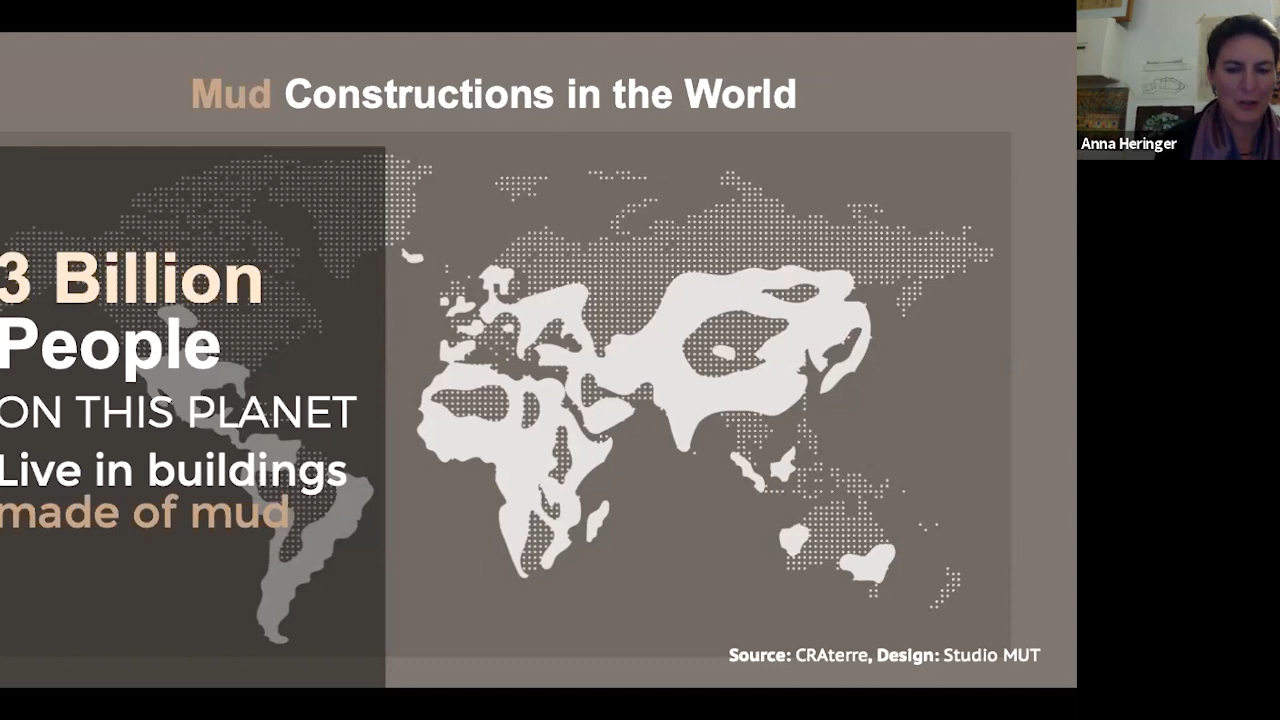 Mud Constructions in the World
3 Billion
People
ON THIS PLANET
Live in buildings
made of mud
Source: CRAterre, Design: Studio MUT
Anna Heringer